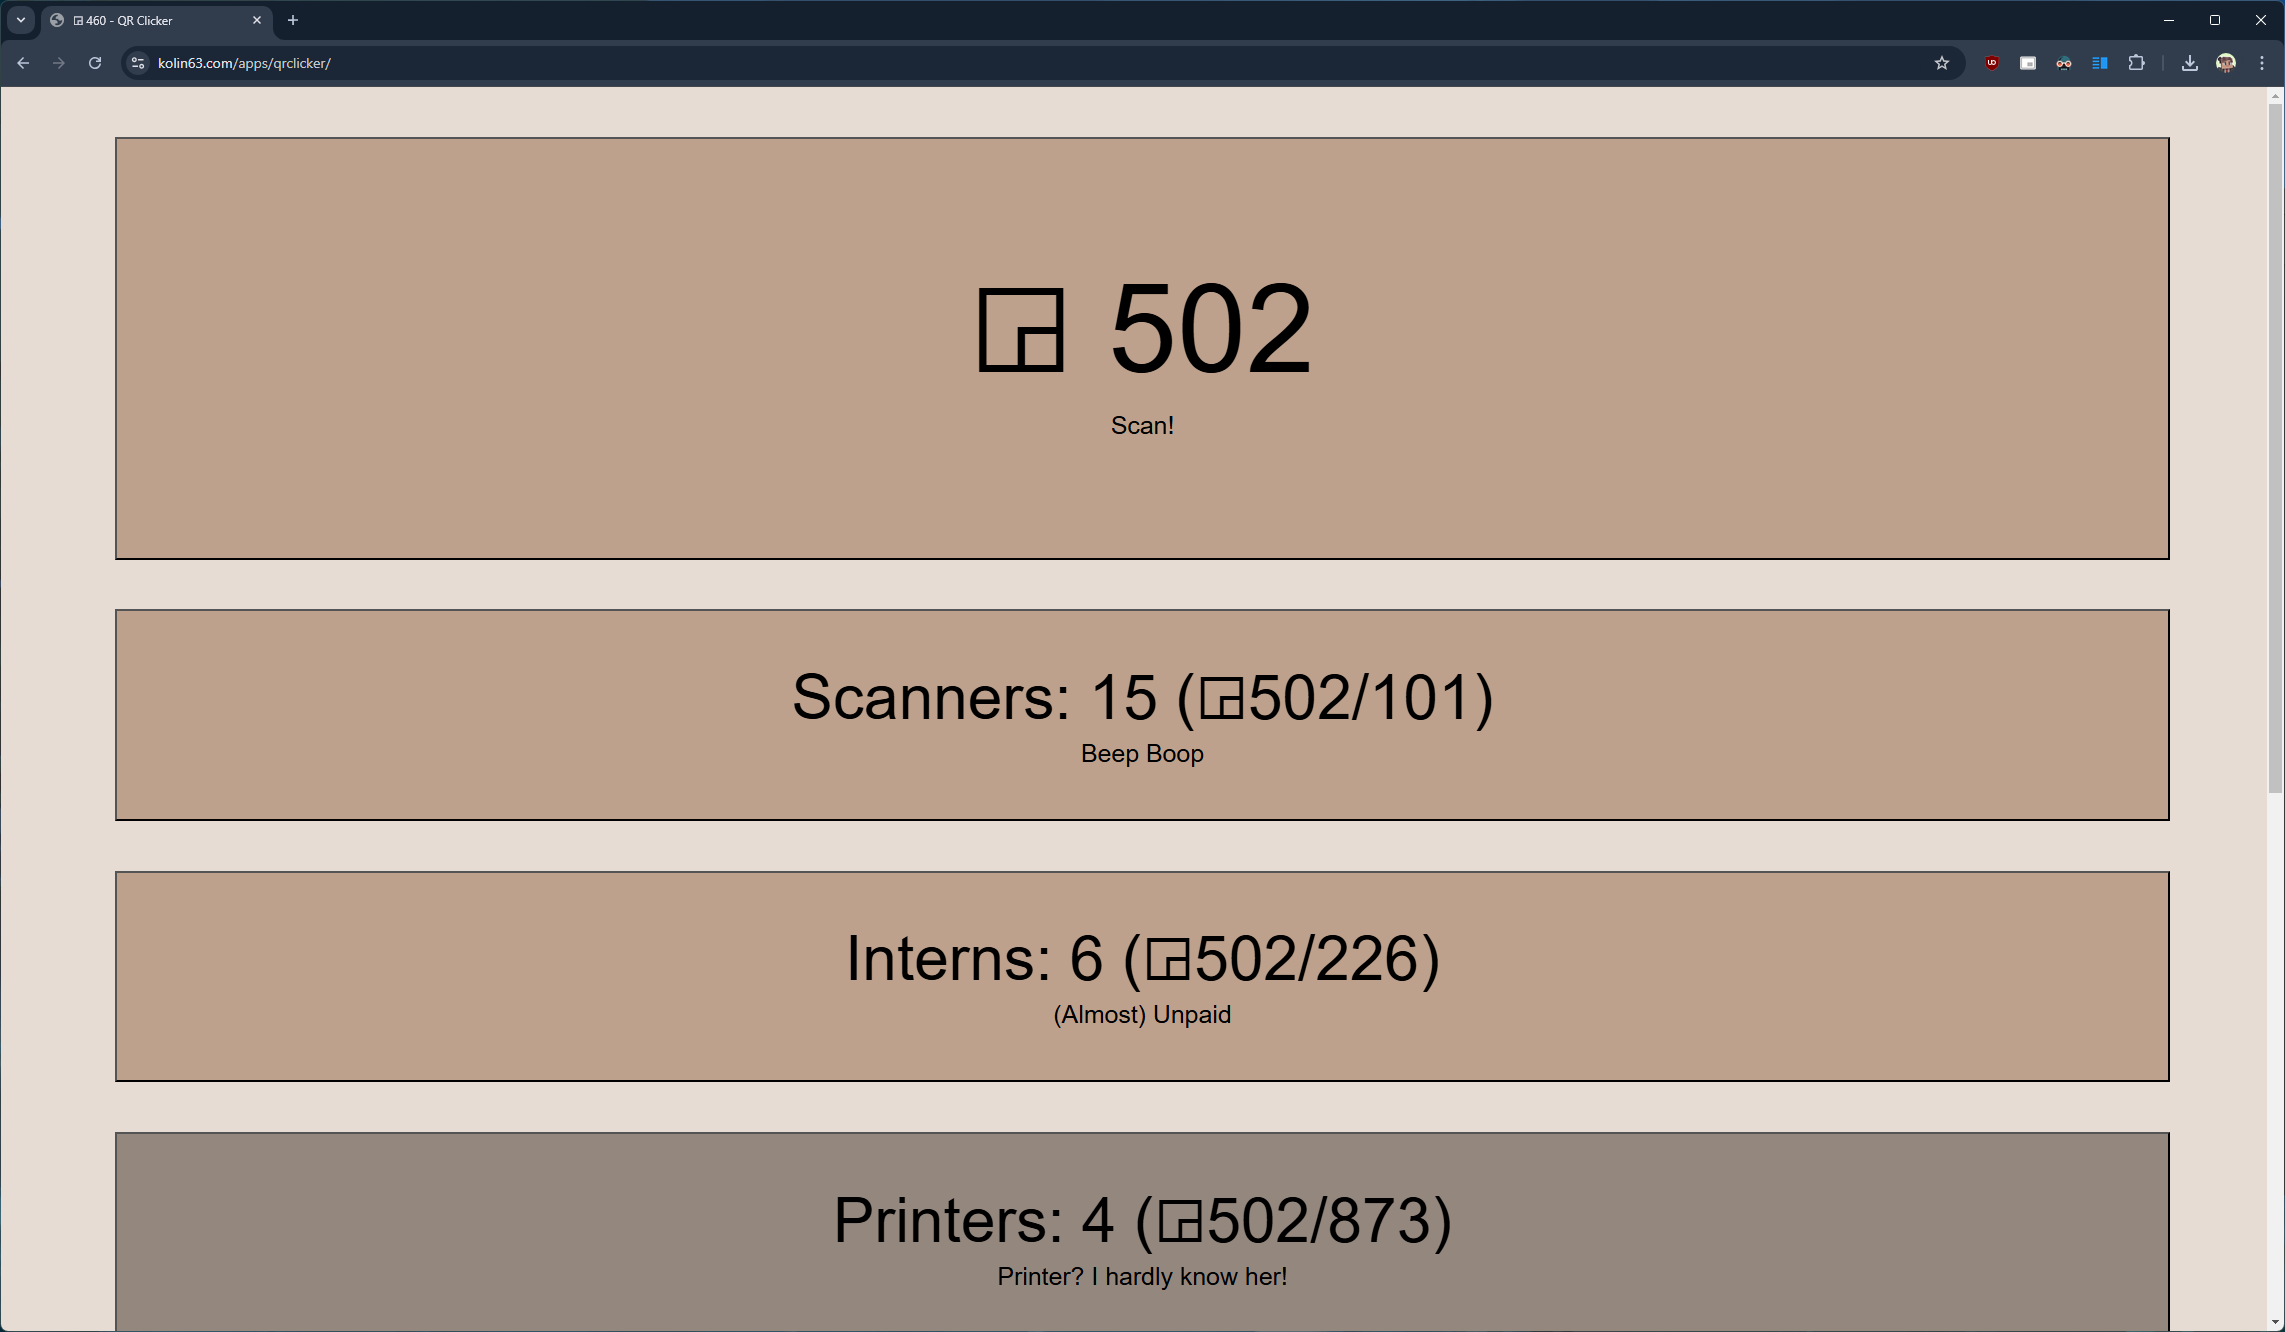 ◲ 460 - QR Clicker
kolin63.com/apps/qrclicker/
◲ 502
Scan!
Scanners: 15 (◲502/101)
Beep Boop
Interns: 6 (◲502/226)
(Almost) Unpaid
Printers: 4 (◲502/873)
Printer? I hardly know her!